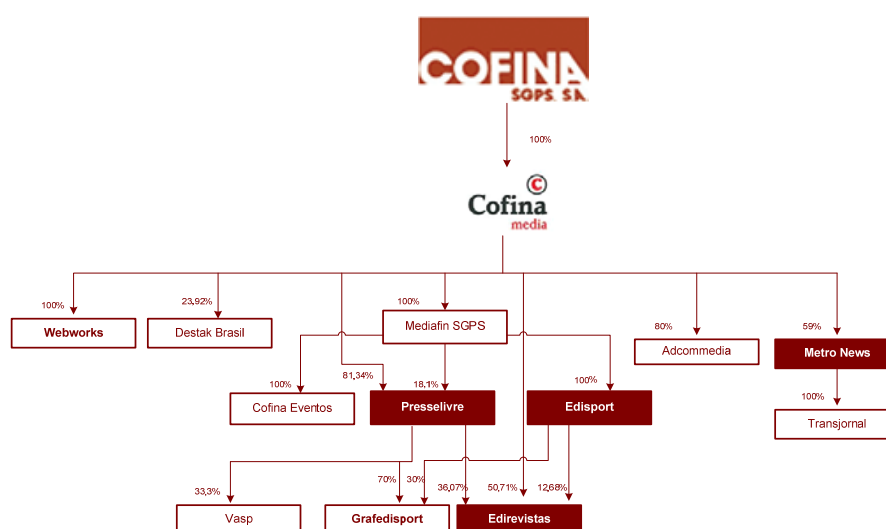 COFINA
SGPS, SA.
100%
C
Cofina
media
100%
Webworks
23,92%
Destak Brasil
100%
Mediafin SGPS
80%
Adcommedia
59%
Metro News
100%
Cofina Eventos
81,34%
18,1%
Presselivre
100%
Edisport
100%
Transjornal
33,3%
Vasp
70%
30%
Grafedisport
36,07%
50,71%
12,68%
Edirevistas